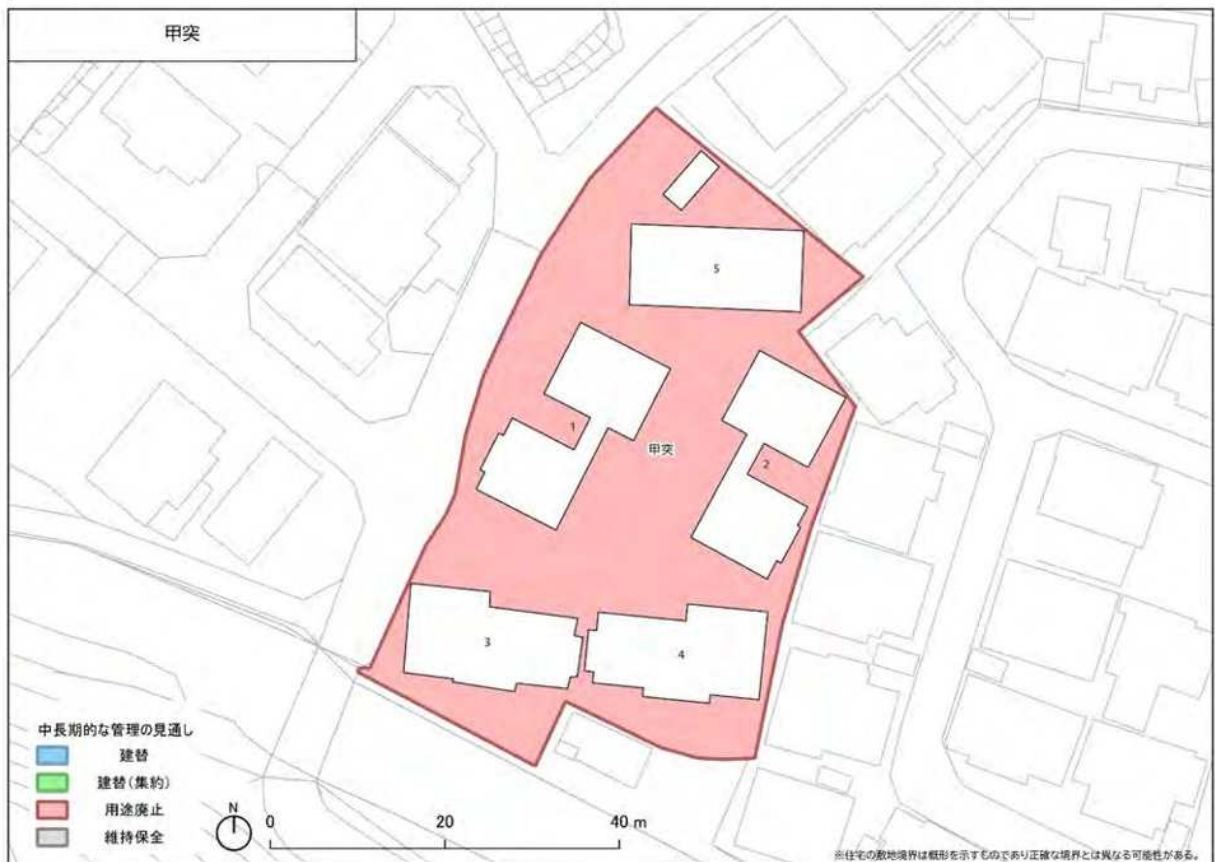 甲突
5
1
甲突
2
3
4
中長期的な管理の見通し
建替
建替(集約)
用途廃止
維持保全
N
0 20 40 m
※住宅の敷地境界は概形を示すものであり正確な境界とは異なる可能性がある。